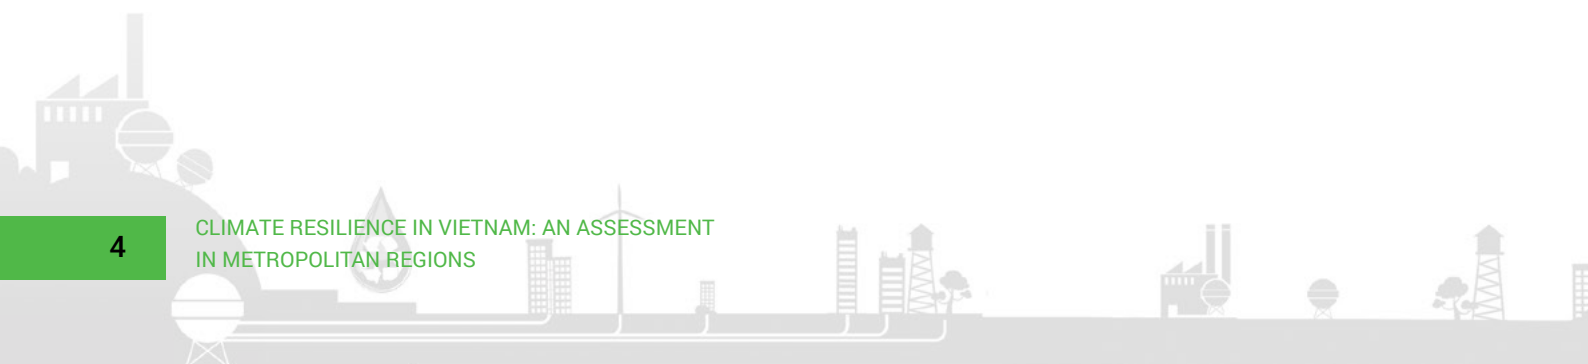 4
CLIMATE RESILIENCE IN VIETNAM: AN ASSESSMENT
IN METROPOLITAN REGIONS